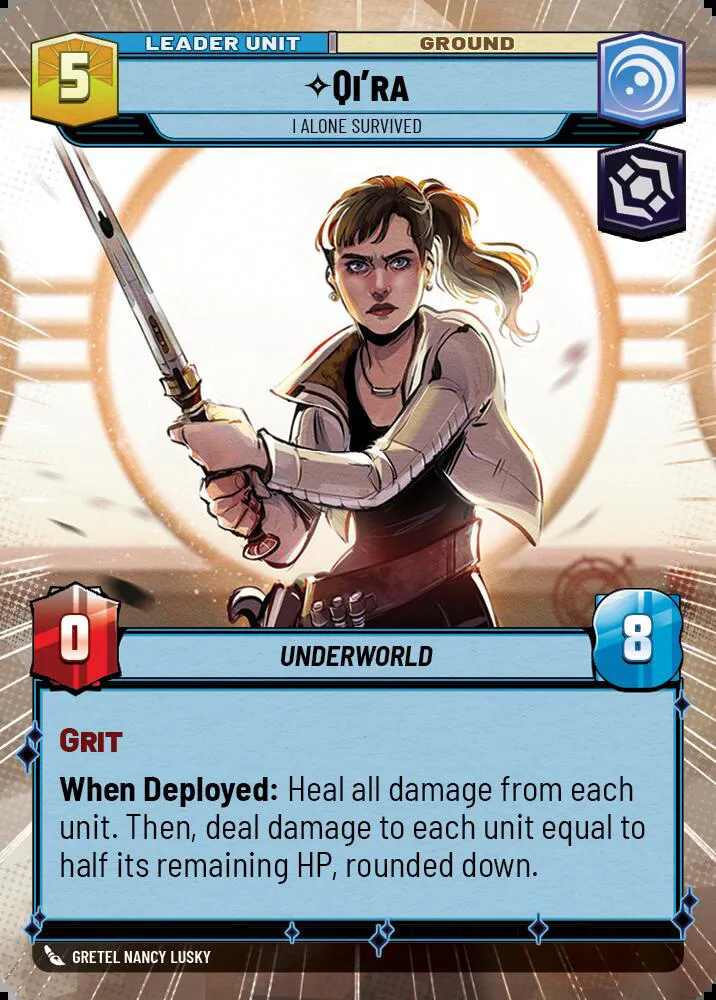 5
LEADER UNIT
GROUND
QI'RA
I ALONE SURVIVED
0
UNDERWORLD
8
GRIT
When Deployed: Heal all damage from each
unit. Then, deal damage to each unit equal to
half its remaining HP, rounded down.
GRETEL NANCY LUSKY